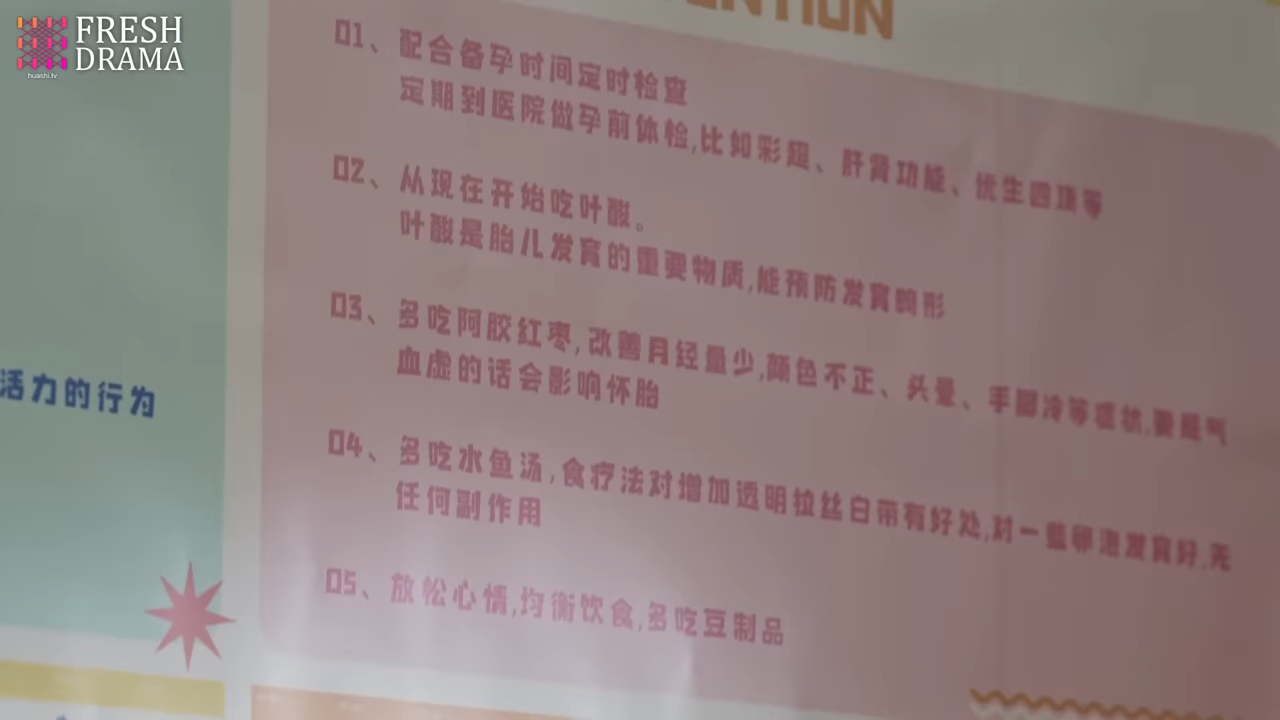 FRESH
DRAMA
huashi.tv
ENTION
01、配合备孕时间定时检查
定期到医院做孕前体检,比如彩超、肝肾功能、优生四项等
02、从现在开始吃叶酸。
叶酸是胎儿发育的重要物质,能预防发育畸形
03、多吃阿胶红枣,改善月经量少,颜色不正、头晕、手脚冷等症状,要是气
血虚的话会影响怀胎
活力的行为
04、多吃水鱼汤,食疗法对增加透明拉丝白带有好处,对一些卵泡发育好,无
任何副作用
05、放松心情,均衡饮食,多吃豆制品